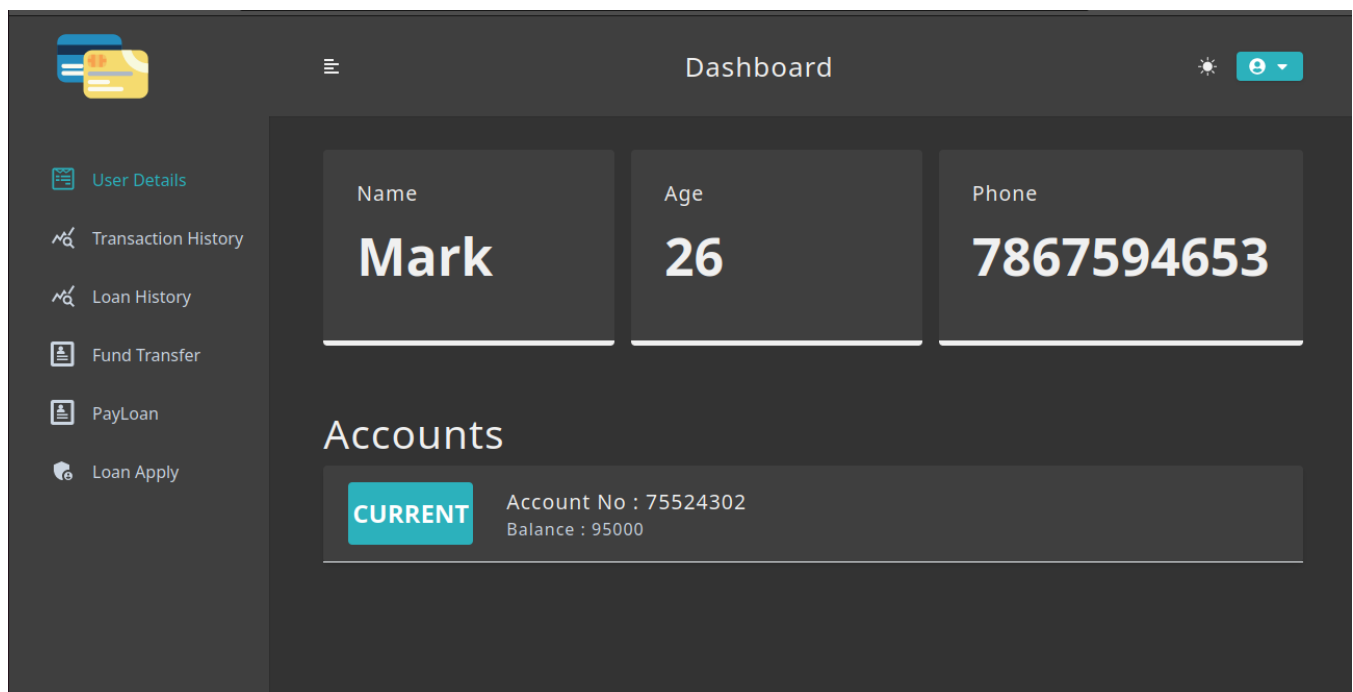 Dashboard
User Details
Transaction History
Loan History
Fund Transfer
PayLoan
Loan Apply
Name
Mark
Age
26
Phone
7867594653
Accounts
CURRENT
Account No : 75524302
Balance : 95000